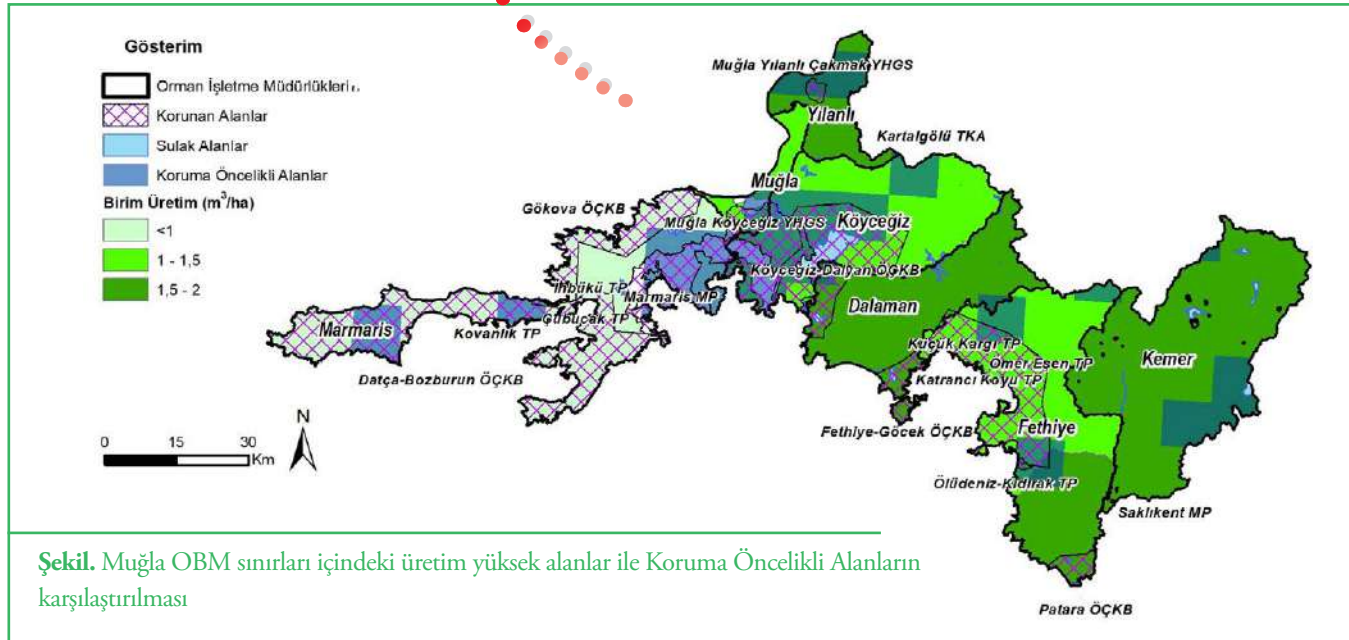 Gösterim
Orman İşletme Müdürlükleri
Korunan Alanlar
Sulak Alanlar
Koruma Öncelikli Alanlar
Birim Üretim (m³/ha)
<1
1 - 1,5
1,5 - 2
Muğla Yılanlı Çakmak YHGS
Yılanlı
Kartalgölü TKA
Muğla
Gökova ÖÇKB
Muğla Köyceğiz YHGS
Köyceğiz
Köyceğiz-Dalyan ÖÇKB
İnbükü TP
Marmaris MP
Dalaman
Çubucak TP
Marmaris
Kovanlık TP
Küçük Kargı TP
Ömer Eşen TP
Kemer
Datça-Bozburun ÖÇKB
Katrancı Koyu TP
Fethiye
Fethiye-Göcek ÖÇKB
Ölüdeniz-Kıdırak TP
Saklıkent MP
Patara ÖÇKB
N
0 15 30
Km
Şekil. Muğla OBM sınırları içindeki üretim yüksek alanlar ile Koruma Öncelikli Alanların
karşılaştırılması